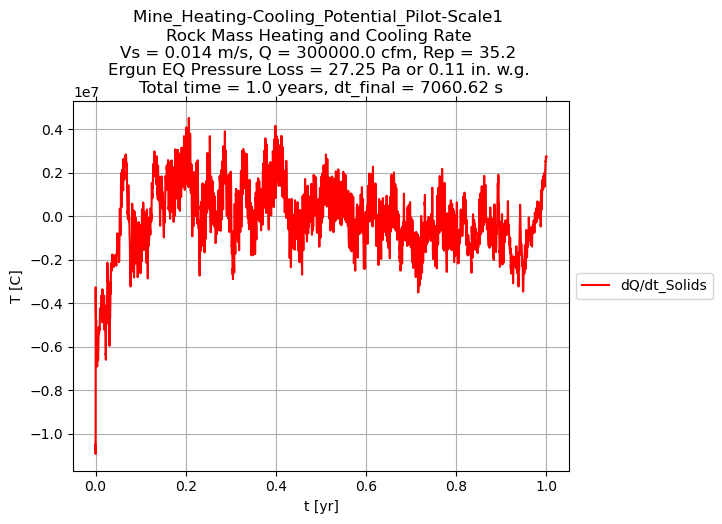 Mine_Heating-Cooling_Potential_Pilot-Scale1
Rock Mass Heating and Cooling Rate
Vs = 0.014 m/s, Q = 300000.0 cfm, Rep = 35.2
Ergun EQ Pressure Loss = 27.25 Pa or 0.11 in. w.g.
Total time = 1.0 years, dt_final = 7060.62 s
1e7
0.4
0.2
0.0
−0.2
−0.4
−0.6
−0.8
−1.0
T [C]
0.0 0.2 0.4 0.6 0.8 1.0
t [yr]
dQ/dt_Solids